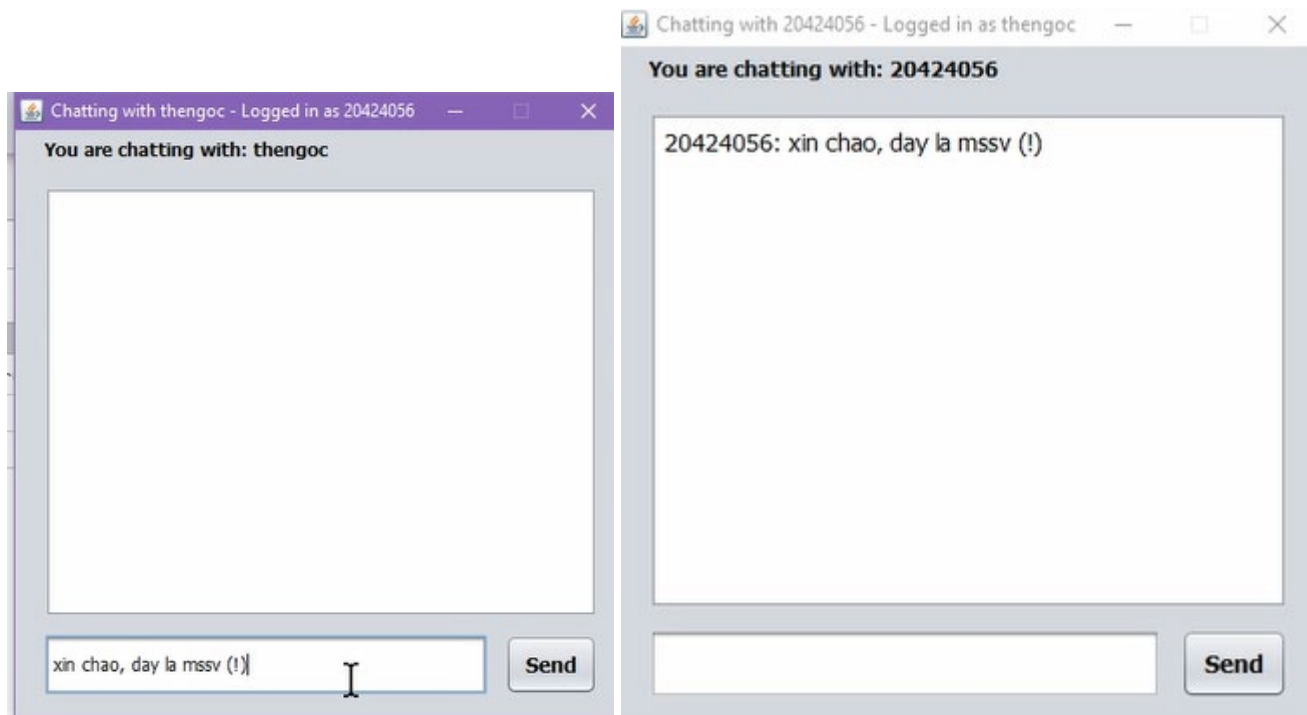 Chatting with thengoc - Logged in as 20424056
You are chatting with: thengoc
xin chao, day la mssv (!)
Send
Chatting with 20424056 - Logged in as thengoc
You are chatting with: 20424056
20424056: xin chao, day la mssv (!)
Send